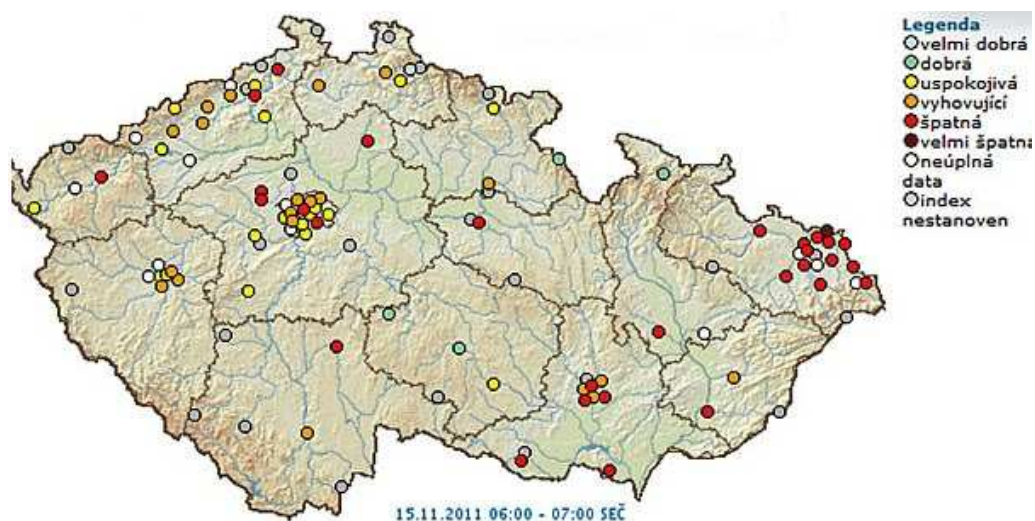 Legenda
velmi dobrá
dobrá
uspokojivá
vyhovující
špatná
velmi špatna
neúplná
data
index
nestanoven
15.11.2011 06:00 - 07:00 SEČ